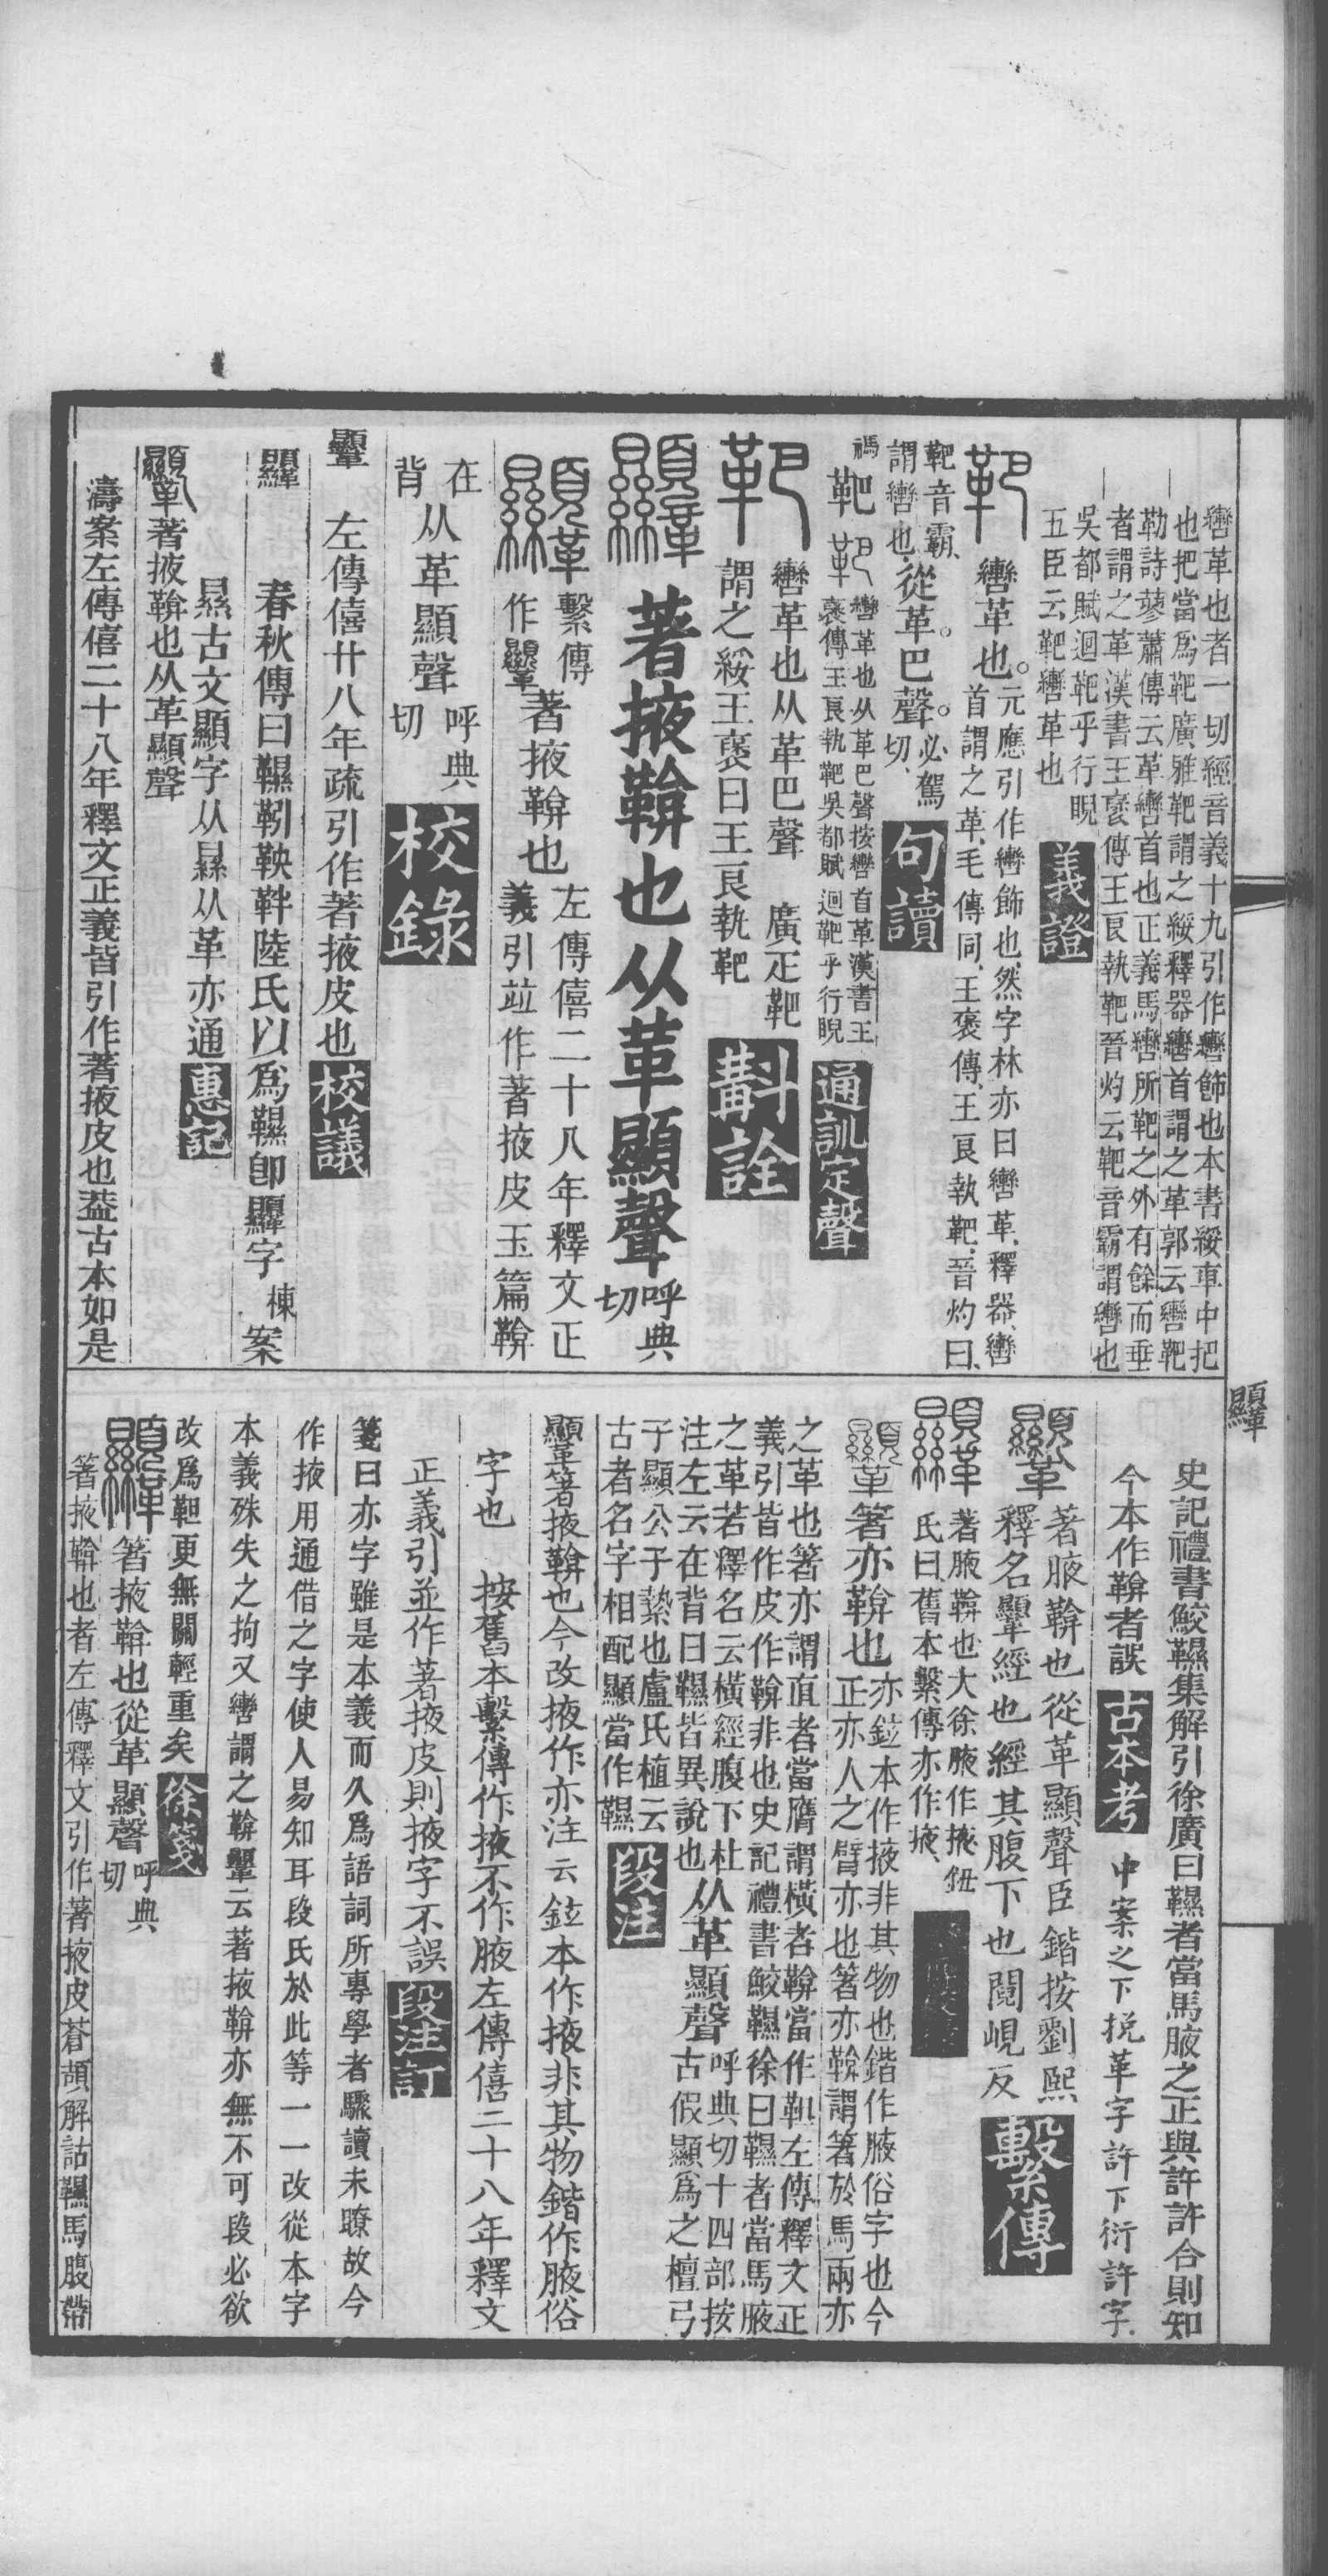 轡革也者一切經音義十九引作轡飾也本書綏車中把
也把當爲靶廣雅靶謂之綏釋器轡首謂之革郭云轡靶
勒詩蓼蕭傳云革轡首也正義馬轡所靶之外有餘而垂
者謂之革漢書王襃傳王良執靶晉灼云靶音霸謂轡也
吳都賦迴靶乎行睨
五臣云靶轡革也
義證
靶 轡革也。元應引作轡飾也、然字林亦曰轡革、釋器、轡
首謂之革、毛傳同、王褒傳、王良執靶、晉灼曰、
靶音霸、
謂轡也、從革。巴聲。必駕
切、
句讀
禡靶 靶 轡革也从革巴聲按轡首革漢書王
襃傳王良執靶吳都賦迴靶乎行睨
通訓定聲
靶 轡革也从革巴聲 廣疋靶
謂之綏王褒曰王良執靶
斠詮
韅 著掖鞥也从革顯聲呼典
切
韅 繫傳
作韅著掖鞥也左傳僖二十八年釋文正
義引竝作著掖皮玉篇鞥
在
背从革顯聲呼典
切
校錄
韅 左傳僖廿八年疏引作著掖皮也
校議
韅 春秋傳曰韅靷鞅靽陸氏以爲韅卽韅字 棟案
㬎古文顯字从㬎从革亦通
惠記
韅 著掖鞥也从革顯聲
濤案左傳僖二十八年釋文正義皆引作著掖皮也葢古本如是
韅
史記禮書鮫韅集解引徐廣曰韅者當馬腋之正與許許合則知
今本作鞥者誤
古本考
中案之下挩革字許下衍許字
韅 著腋鞥也從革顯聲臣鍇按劉熙
釋名韅經也經其腹下也閺峴反
繫傳
韅 著腋鞥也大徐腋作掖、鈕
氏曰舊本繫傳亦作掖、
韅 箸亦鞥也亦鉉本作掖非其物也鍇作腋俗字也今
正亦人之臂亦也箸亦鞥謂箸於馬兩亦
之革也箸亦謂直者當膺謂橫者鞥當作靻左傳釋文正
義引皆作皮作鞥非也史記禮書鮫韅徐曰韅者當馬腋
之革若釋名云橫經腹下杜
注左云在背曰韅皆異說也从革顯聲呼典切十四部按
古假顯爲之檀弓
子顯公子縶也盧氏植云
古者名字相配顯當作韅
段注
韅箸掖鞥也今改掖作亦注云鉉本作掖非其物鍇作腋俗
字也 按舊本繫傳作掖不作腋左傳僖二十八年釋文
正義引並作著掖皮則掖字不誤
段注訂
箋曰亦字雖是本義而久爲語詞所專學者驟讀未瞭故今
作掖用通借之字使人易知耳段氏於此等一一改從本字
本義殊失之拘又轡謂之鞥韅云著掖鞥亦無不可段必欲
改爲靻更無關輕重矣
徐箋
韅 箸掖鞥也從革顯聲呼典
切
箸掖鞥也者左傳釋文引作著掖皮蒼頡解詁韅馬腹帶